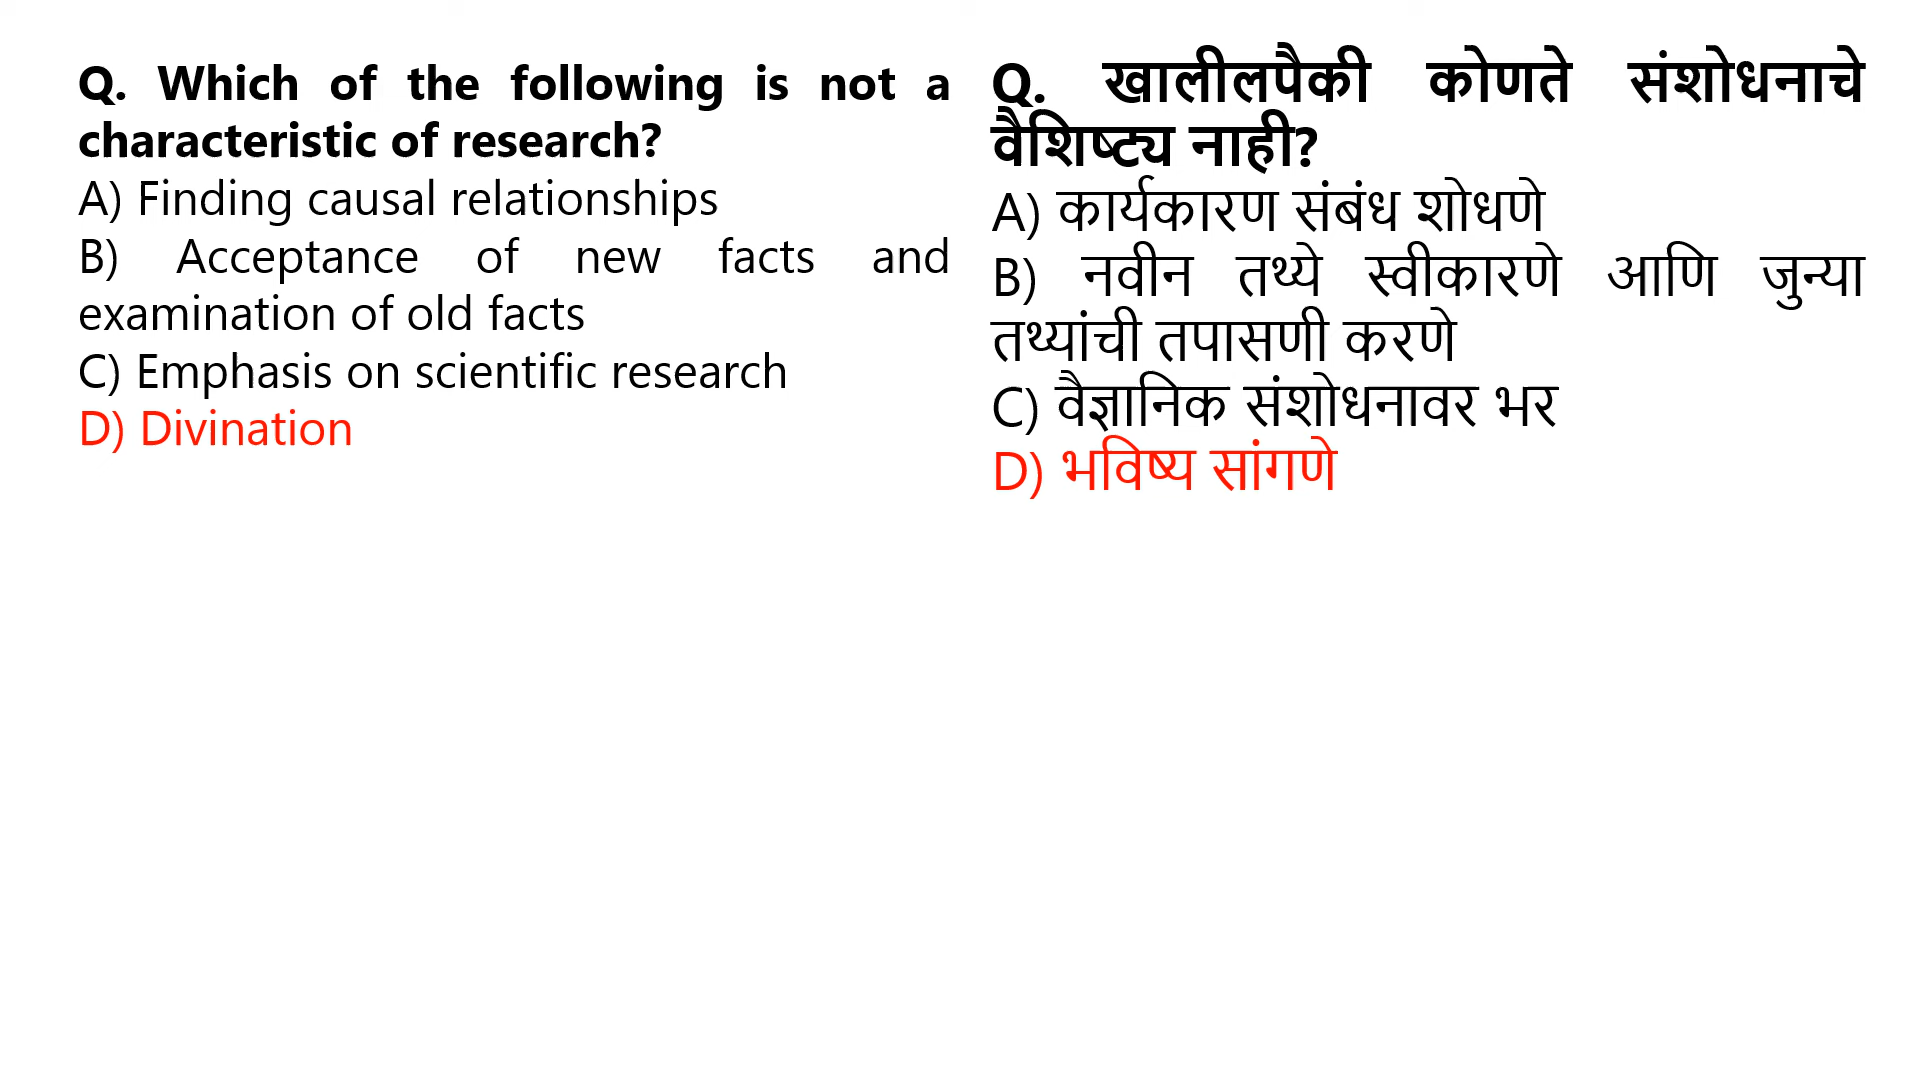 Q. Which of the following is not a
characteristic of research?
A) Finding causal relationships
B) Acceptance of new facts and
examination of old facts
C) Emphasis on scientific research
D) Divination
Q. खालीलपैकी कोणते संशोधनाचे
वैशिष्ट्य नाही?
A) कार्यकारण संबंध शोधणे
B) नवीन तथ्ये स्वीकारणे आणि जुन्या
तथ्यांची तपासणी करणे
C) वैज्ञानिक संशोधनावर भर
D) भविष्य सांगणे